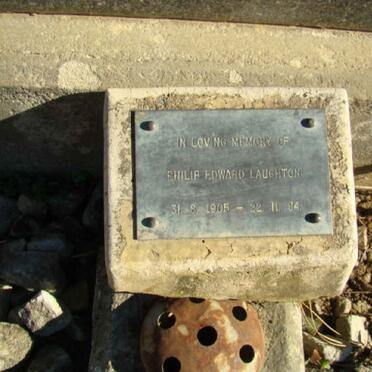 IN LOVING MEMORY OF
PHILIP EDWARD LAUGHTON
31. 8. 1905 - 22. 11. 84